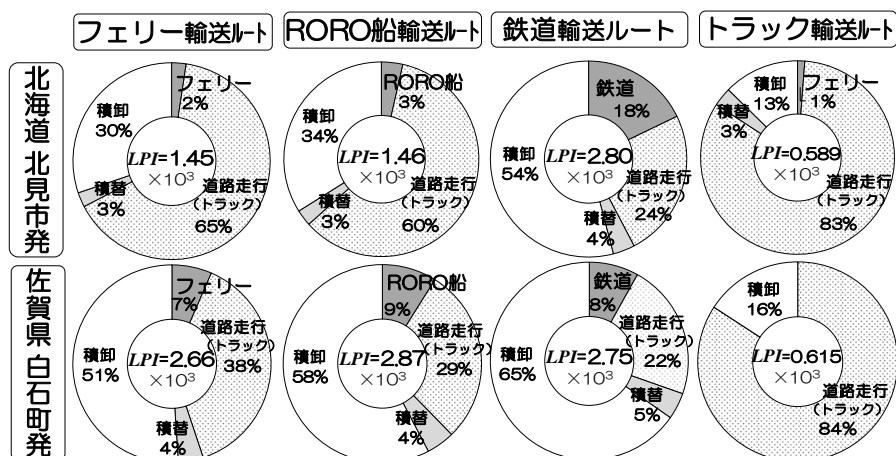 フェリー輸送ルート
RORO船輸送ルート
鉄道輸送ルート
トラック輸送ルート
北海道 北見市発
フェリー
2%
積卸
30%
LPI=1.45
×10³
積替
3%
道路走行
(トラック)
65%
RORO船
3%
積卸
34%
LPI=1.46
×10³
積替
3%
道路走行
(トラック)
60%
鉄道
18%
積卸
54%
LPI=2.80
×10³
道路走行
(トラック)
24%
積替
4%
フェリー
1%
積卸
13%
積替
3%
LPI=0.589
×10³
道路走行
(トラック)
83%
佐賀県 白石町発
フェリー
7%
道路走行
(トラック)
38%
積卸
51%
LPI=2.66
×10³
積替
4%
RORO船
9%
道路走行
(トラック)
29%
積卸
58%
LPI=2.87
×10³
積替
4%
鉄道
8%
道路走行
(トラック)
22%
積卸
65%
LPI=2.75
×10³
積替
5%
積卸
16%
LPI=0.615
×10³
道路走行
(トラック)
84%